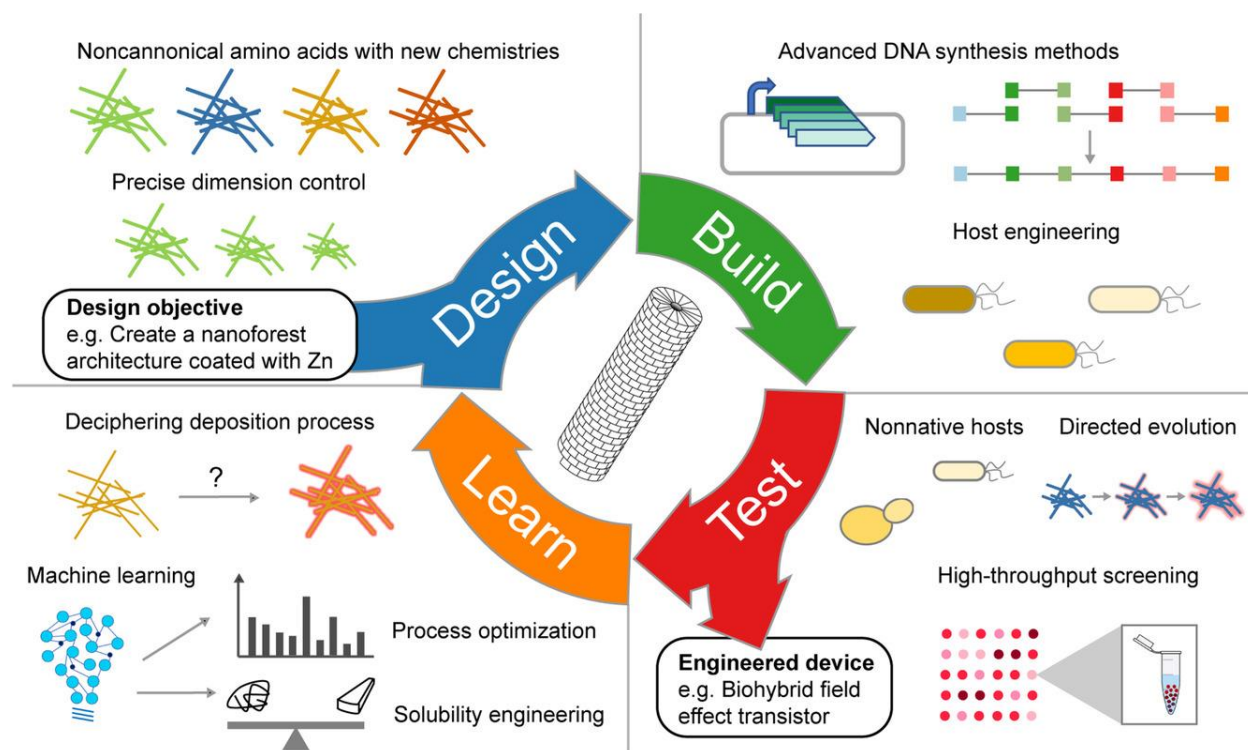 Noncannonical amino acids with new chemistries
Precise dimension control
Design objective
e.g. Create a nanoforest
architecture coated with Zn
Design
Advanced DNA synthesis methods
Host engineering
Build
Nonnative hosts
Directed evolution
High-throughput screening
Test
Engineered device
e.g. Biohybrid field
effect transistor
Deciphering deposition process
?
Machine learning
Process optimization
Solubility engineering
Learn